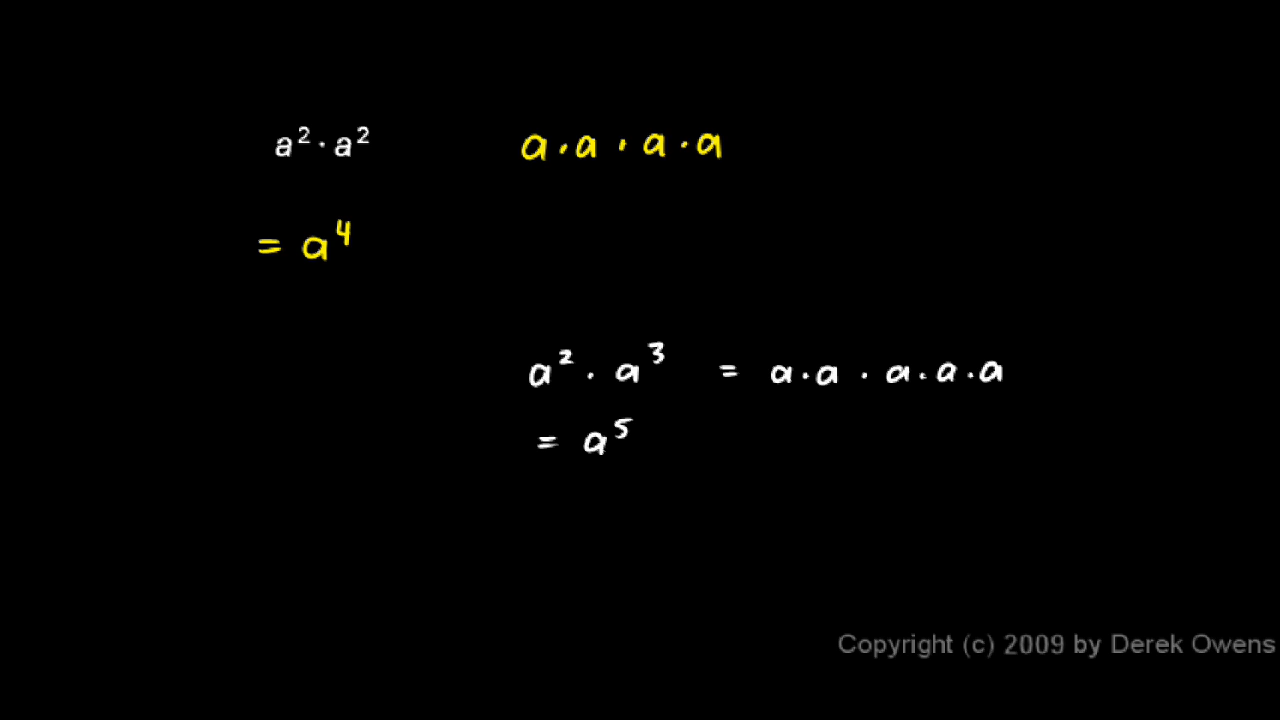 a² · a² a · a · a · a
= a⁴
a² · a³ = a · a · a · a · a
= a⁵
Copyright (c) 2009 by Derek Owens